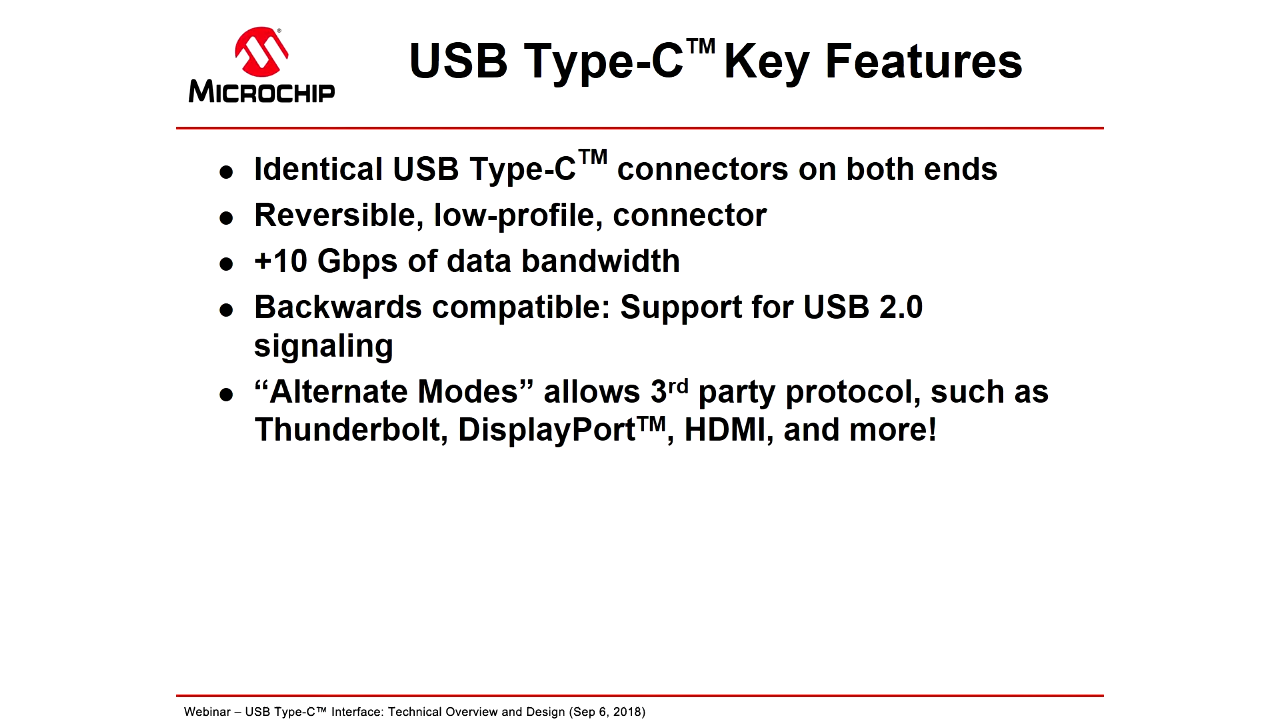 MICROCHIP
USB Type-C™ Key Features
● Identical USB Type-C™ connectors on both ends
● Reversible, low-profile, connector
● +10 Gbps of data bandwidth
● Backwards compatible: Support for USB 2.0
signaling
● “Alternate Modes” allows 3rd party protocol, such as
Thunderbolt, DisplayPort™, HDMI, and more!
Webinar – USB Type-C™ Interface: Technical Overview and Design (Sep 6, 2018)